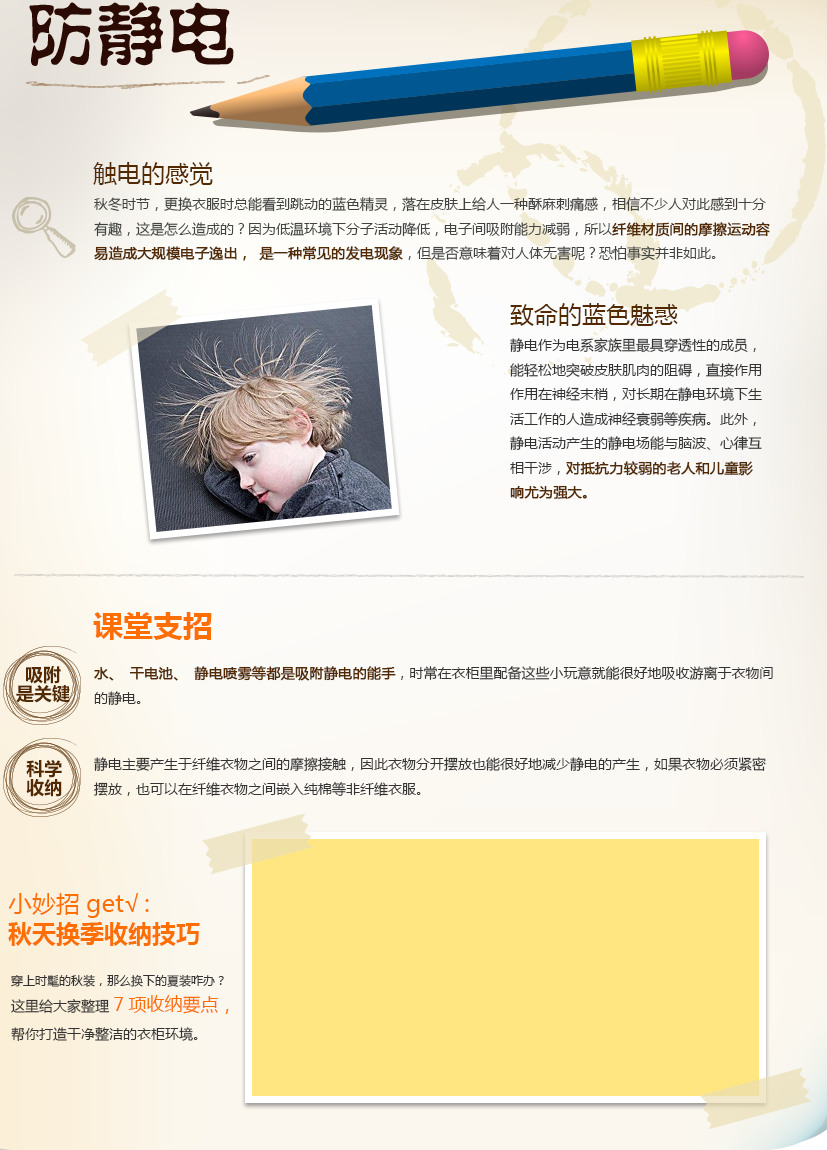 防静电
触电的感觉
秋冬时节，更换衣服时总能看到跳动的蓝色精灵，落在皮肤上给人一种酥麻刺痛感，相信不少人对此感到十分
有趣，这是怎么造成的？因为低温环境下分子活动降低，电子间吸附能力减弱，所以纤维材质间的摩擦运动容
易造成大规模电子逸出， 是一种常见的发电现象，但是否意味着对人体无害呢？恐怕事实并非如此。
致命的蓝色魅惑
静电作为电系家族里最具穿透性的成员，
能轻松地突破皮肤肌肉的阻碍，直接作用
作用在神经末梢，对长期在静电环境下生
活工作的人造成神经衰弱等疾病。此外，
静电活动产生的静电场能与脑波、心律互
相干涉，对抵抗力较弱的老人和儿童影
响尤为强大。
课堂支招
吸附
是关键
水、 干电池、 静电喷雾等都是吸附静电的能手，时常在衣柜里配备这些小玩意就能很好地吸收游离于衣物间
的静电。
科学
收纳
静电主要产生于纤维衣物之间的摩擦接触，因此衣物分开摆放也能很好地减少静电的产生，如果衣物必须紧密
摆放，也可以在纤维衣物之间嵌入纯棉等非纤维衣服。
小妙招 get√ :
秋天换季收纳技巧
穿上时髦的秋装，那么换下的夏装咋办？
这里给大家整理 7 项收纳要点，
帮你打造干净整洁的衣柜环境。